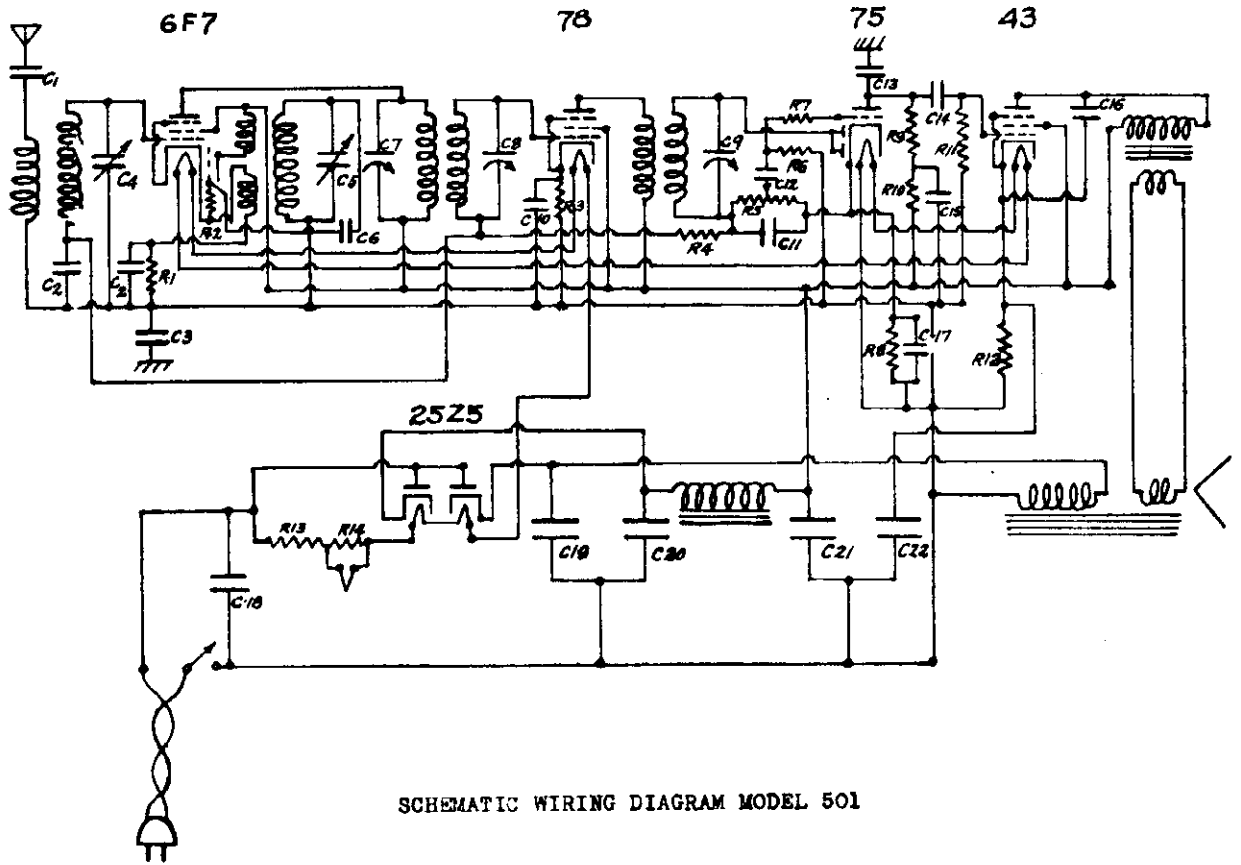 6F7 78 75 43
C1
C13
C14
C16
R7
R9
R11
C4
C5
C7
C8
C9
R6
C12
R10
C15
C10
R3
R5
R2
C6
R4
C11
C2
C2
R1
C3
R8
C17
R12
25Z5
R13
R14
C18
C19
C20
C21
C22
SCHEMATIC WIRING DIAGRAM MODEL 501